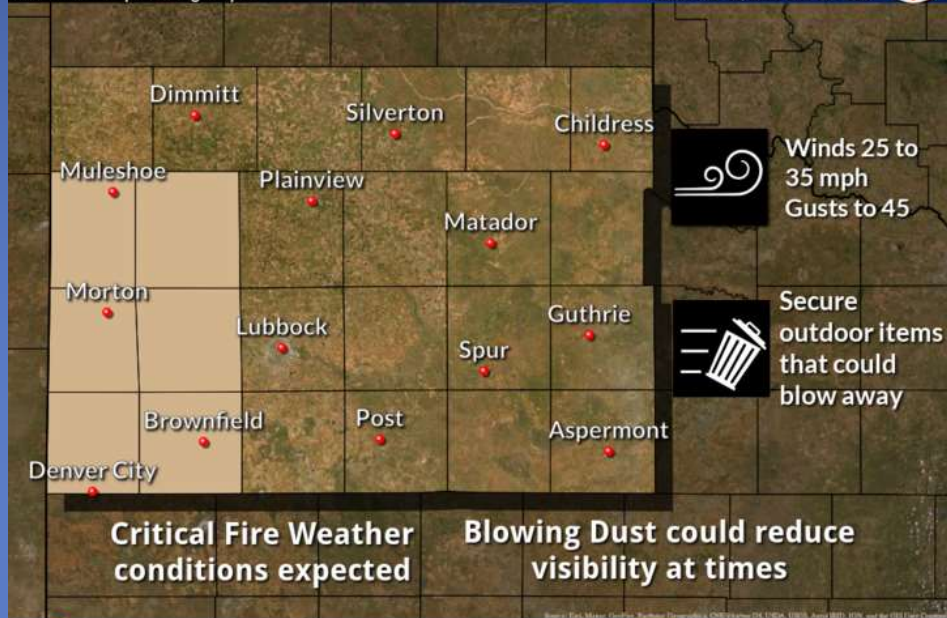 Dimmitt
Silverton
Childress
Muleshoe
Plainview
Matador
Morton
Lubbock
Guthrie
Spur
Brownfield
Post
Aspermont
Denver City
Winds 25 to
35 mph
Gusts to 45
Secure
outdoor items
that could
blow away
Critical Fire Weather
conditions expected
Blowing Dust could reduce
visibility at times